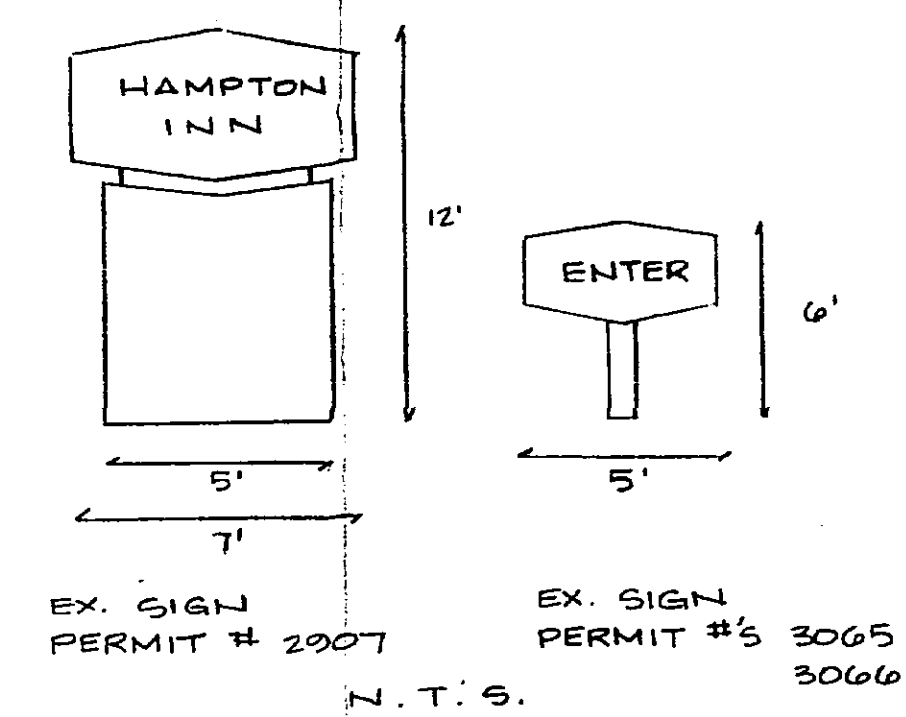 HAMPTON
INN
12'
ENTER
6'
5'
7'
5'
EX. SIGN
PERMIT # 2907
EX. SIGN
PERMIT #'S 3065
3066
N.T.S.